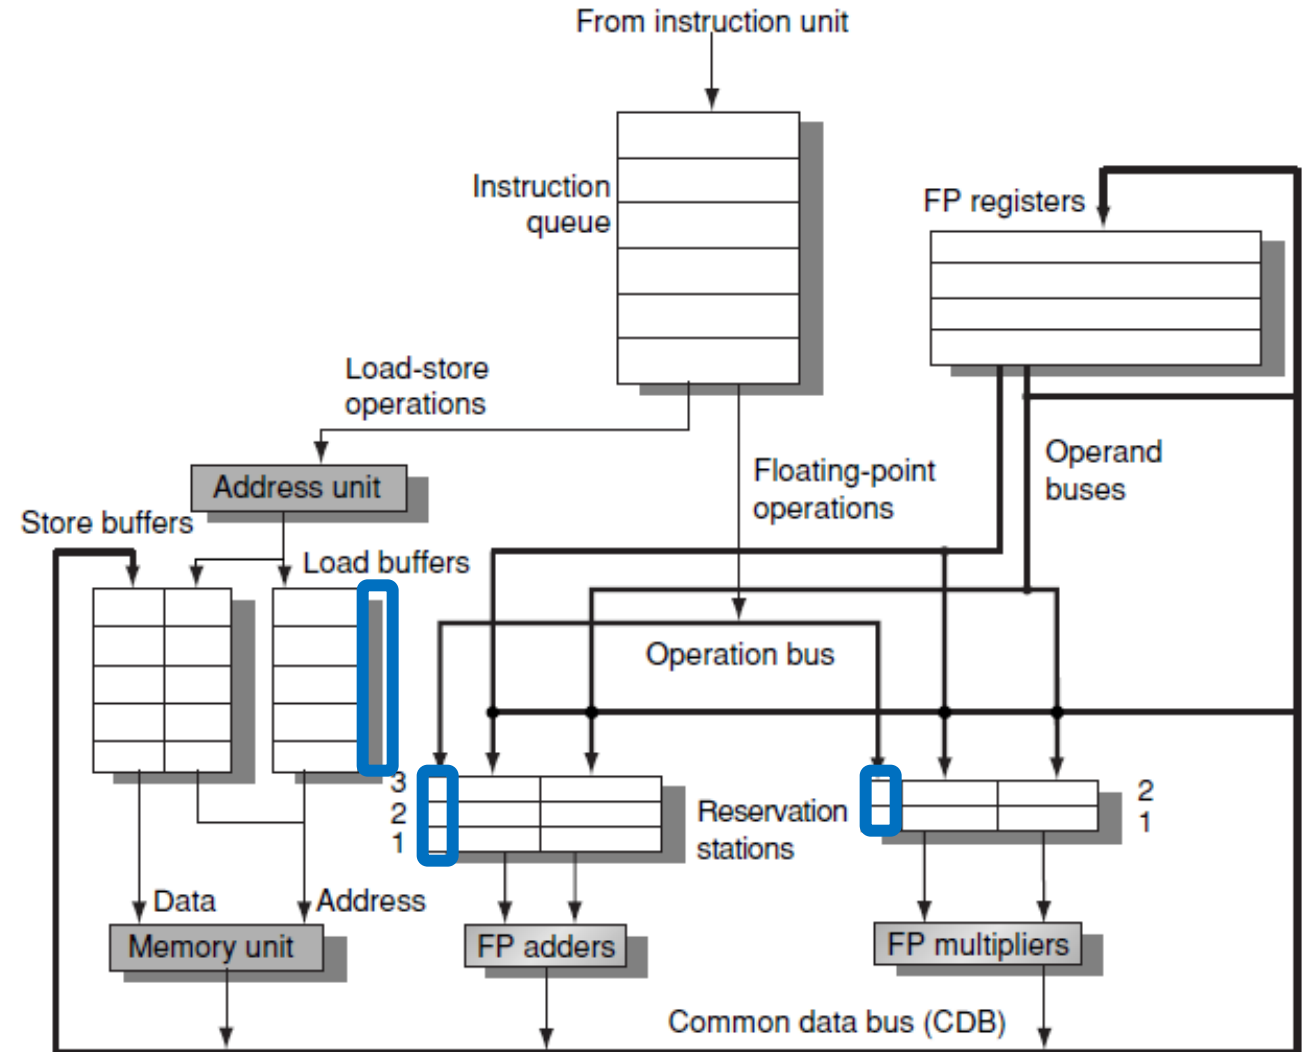 From instruction unit
Instruction
queue
FP registers
Load-store
operations
Address unit
Floating-point
operations
Operand
buses
Store buffers
Load buffers
Operation bus
3
2
1
Reservation
stations
2
1
Data
Address
Memory unit
FP adders
FP multipliers
Common data bus (CDB)